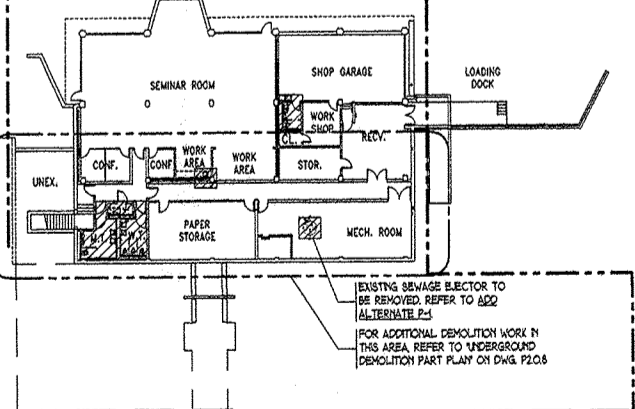 SEMINAR ROOM
SHOP GARAGE
LOADING
DOCK
WORK
SHOP
RECV.
CL.
CONF.
CONF
WORK
AREA
WORK
AREA
STOR.
UNEX.
M.T.
W.T.
PAPER
STORAGE
MECH. ROOM
EXISTING SEWAGE EJECTOR TO
BE REMOVED. REFER TO ADD
ALTERNATE P-1.
FOR ADDITIONAL DEMOLITION WORK IN
THIS AREA, REFER TO "UNDERGROUND
DEMOLITION PART PLAN" ON DWG. P2.0.8